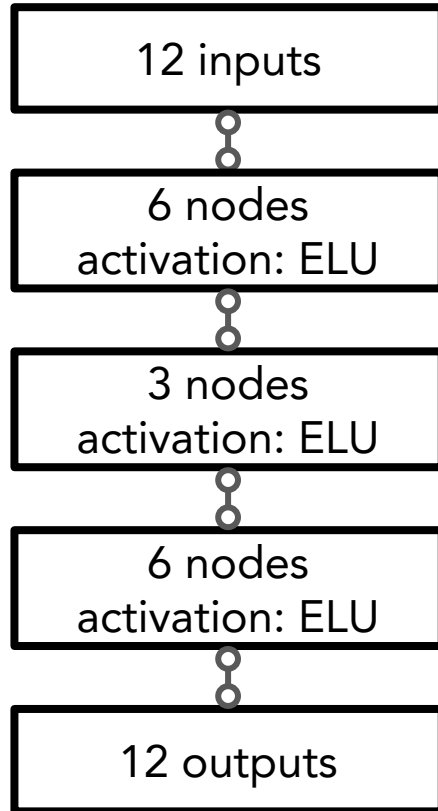 12 inputs
6 nodes
activation: ELU
3 nodes
activation: ELU
6 nodes
activation: ELU
12 outputs